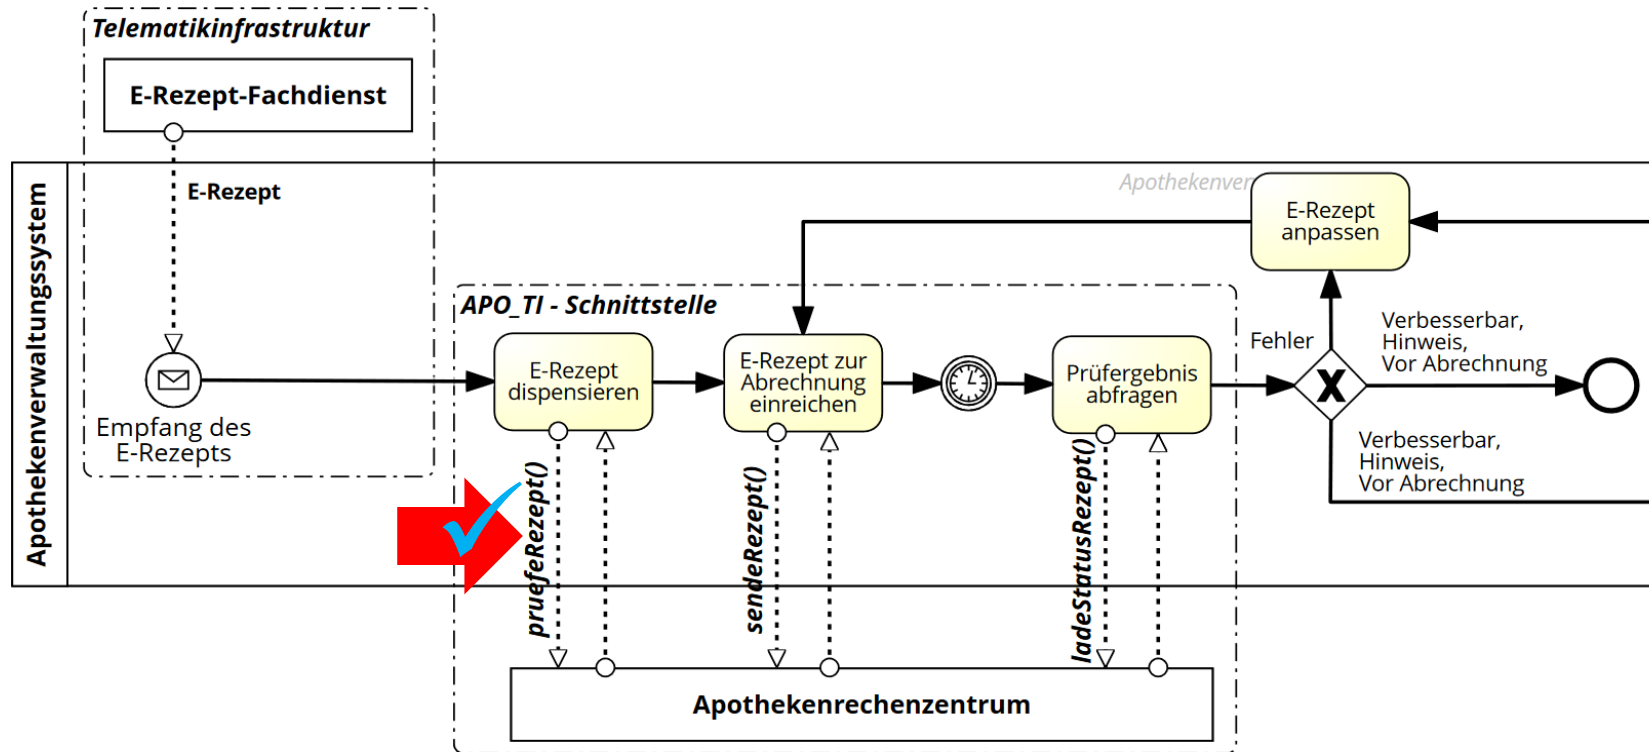 Telematikinfrastruktur
E-Rezept-Fachdienst
E-Rezept
Apothekenverwaltungssystem
Empfang des
E-Rezepts
APO_TI - Schnittstelle
E-Rezept
dispensieren
E-Rezept zur
Abrechnung
einreichen
Prüfergebnis
abfragen
Apothekenver
E-Rezept
anpassen
Fehler
Verbesserbar,
Hinweis,
Vor Abrechnung
X
Verbesserbar,
Hinweis,
Vor Abrechnung
pruefeRezept()
sendeRezept()
ladeStatusRezept()
Apothekenrechenzentrum